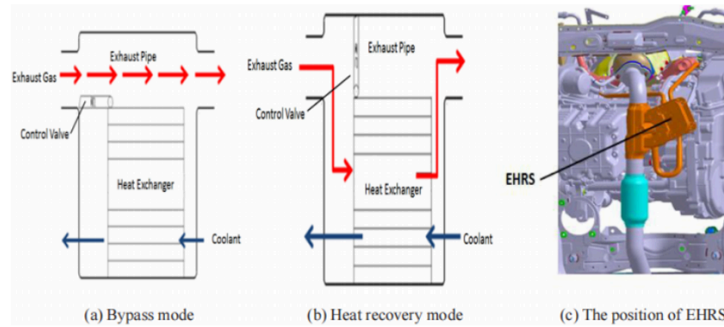 Exhaust Pipe
Exhaust Gas
Control Valve
Heat Exchanger
Coolant
(a) Bypass mode
Exhaust Pipe
Exhaust Gas
Control Valve
Heat Exchanger
Coolant
(b) Heat recovery mode
EHRS
(c) The position of EHRS